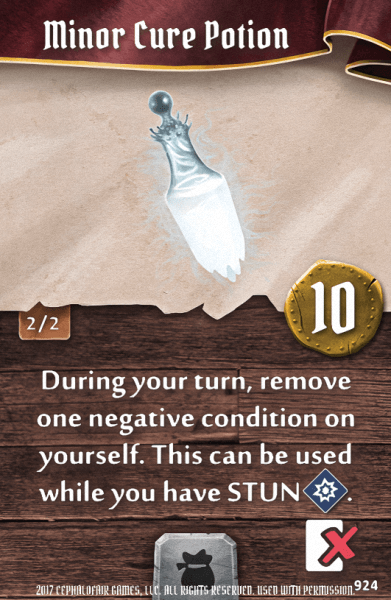 Minor Cure Potion
10
2/2
During your turn, remove
one negative condition on
yourself. This can be used
while you have STUN.
2017 CEPHALOFAIR GAMES, LLC. ALL RIGHTS RESERVED. USED WITH PERMISSION.
924